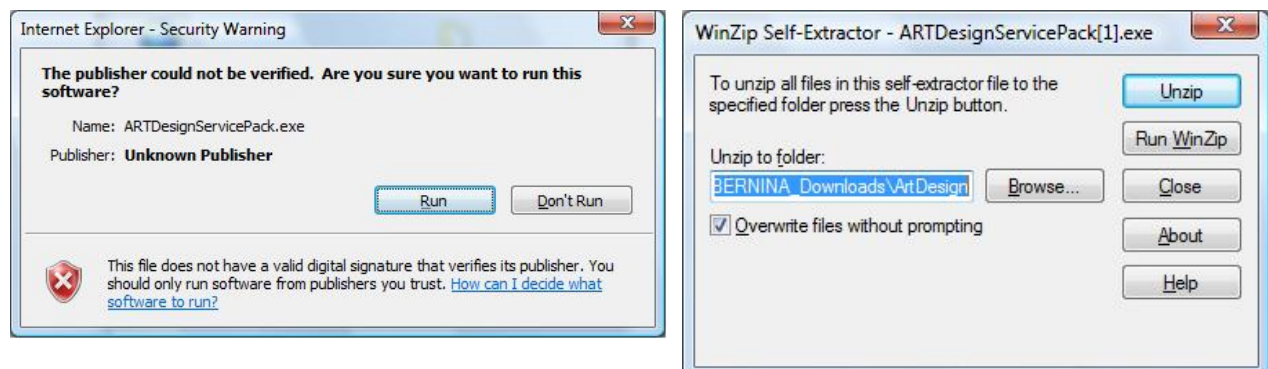 Internet Explorer - Security Warning
The publisher could not be verified. Are you sure you want to run this
software?
Name: ARTDesignServicePack.exe
Publisher: Unknown Publisher
Run
Don't Run
This file does not have a valid digital signature that verifies its publisher. You
should only run software from publishers you trust. How can I decide what
software to run?
WinZip Self-Extractor - ARTDesignServicePack[1].exe
To unzip all files in this self-extractor file to the
specified folder press the Unzip button.
Unzip to folder:
BERNINA_Downloads\ArtDesign
Browse...
Overwrite files without prompting
Unzip
Run WinZip
Close
About
Help